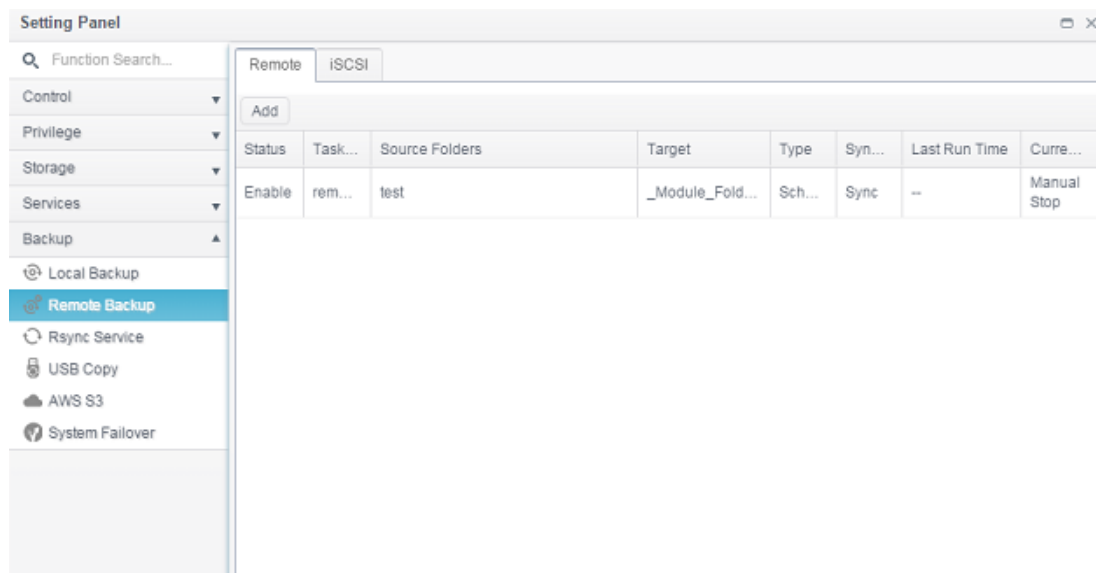 Setting Panel
Function Search...
Control
Privilege
Storage
Services
Backup
Local Backup
Remote Backup
Rsync Service
USB Copy
AWS S3
System Failover
Remote iSCSI
Add
Status Task... Source Folders Target Type Syn... Last Run Time Curre...
Enable rem... test _Module_Fold... Sch... Sync -- Manual
Stop